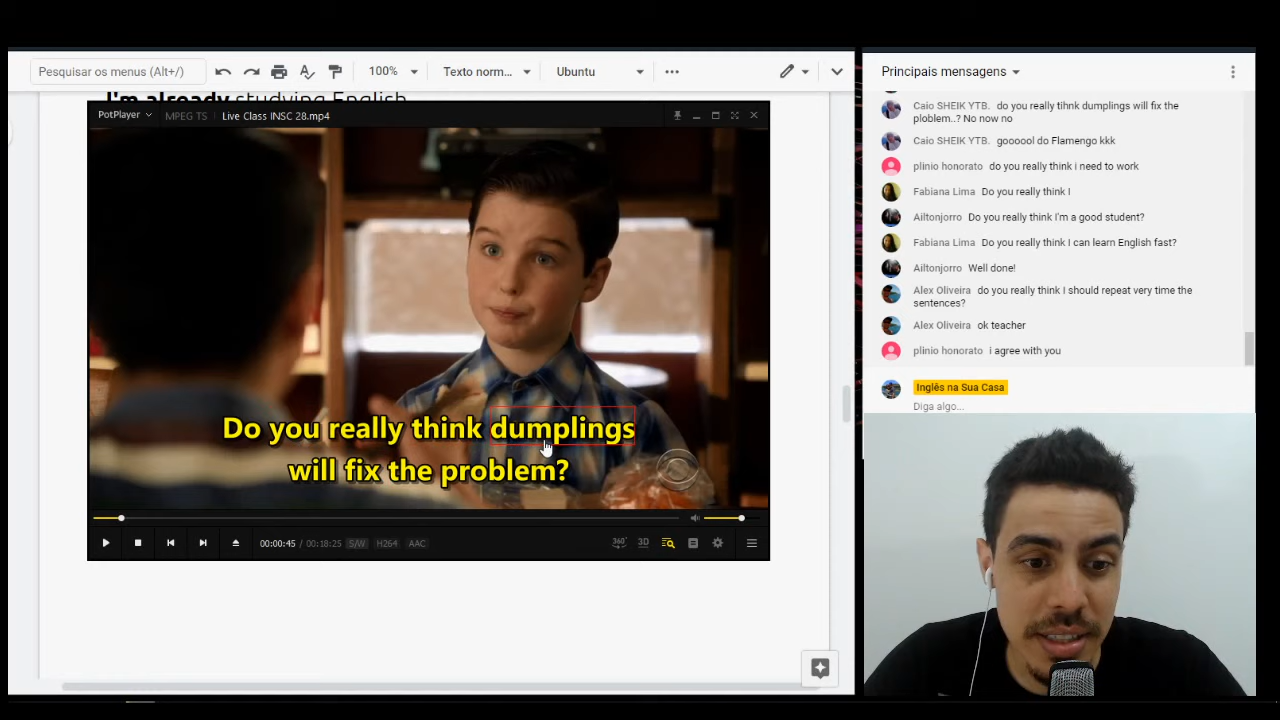 Pesquisar os menus (Alt+/)
100%
Texto norm...
Ubuntu
I'm already studying English
PotPlayer
MPEG TS
Live Class INSC 28.mp4
Do you really think dumplings
will fix the problem?
00:00:45 / 00:18:25 S/W H264 AAC
360°
3D
Principais mensagens
Caio SHEIK YTB. do you really tihnk dumplings will fix the
ploblem..? No now no
Caio SHEIK YTB. goooool do Flamengo kkk
plinio honorato do you really think i need to work
Fabiana Lima Do you really think I
Ailtonjorro Do you really think I'm a good student?
Fabiana Lima Do you really think I can learn English fast?
Ailtonjorro Well done!
Alex Oliveira do you really think I should repeat very time the
sentences?
Alex Oliveira ok teacher
plinio honorato i agree with you
Inglês na Sua Casa
Diga algo...